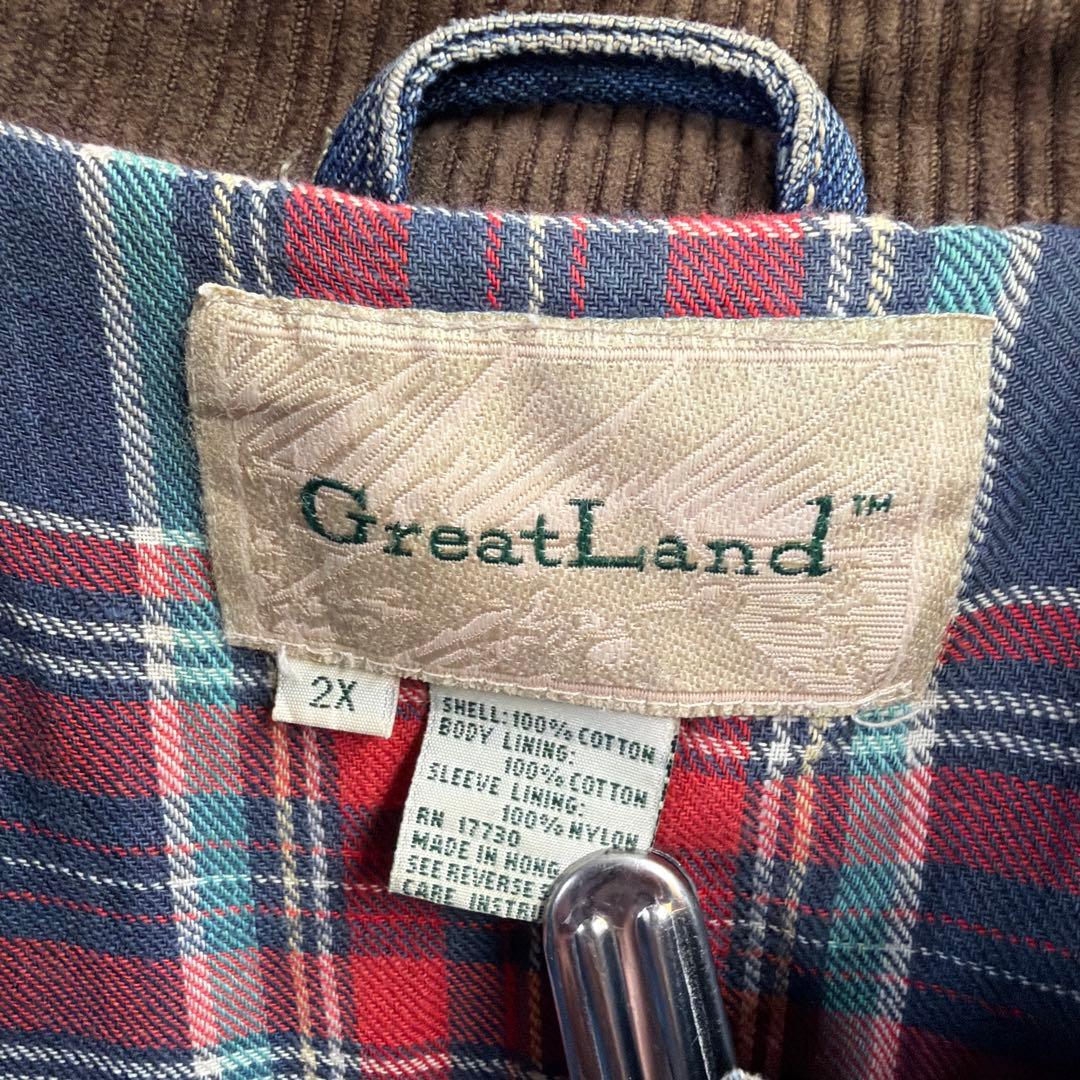 GreatLand™
2X
SHELL: 100% COTTON
BODY LINING:
100% COTTON
SLEEVE LINING:
100% NYLON
RN 17730
MADE IN HONG
SEE REVERSE
CARE